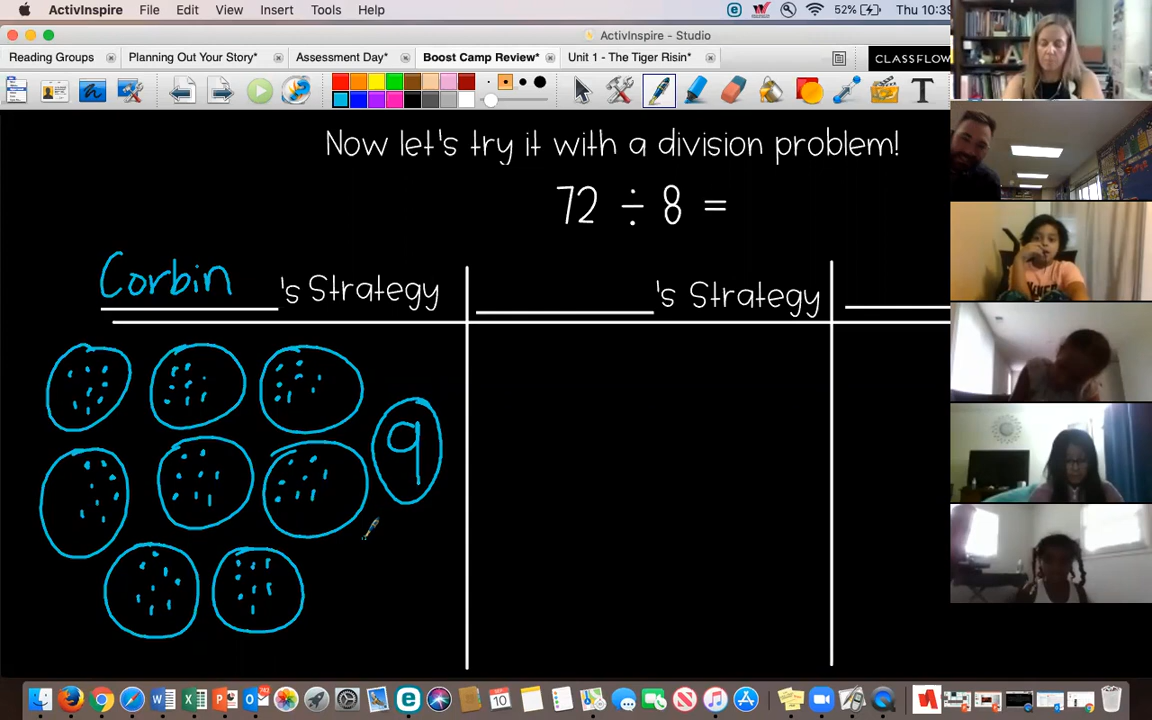 ActivInspire File Edit View Insert Tools Help 52% Thu 10:39
ActivInspire - Studio
Reading Groups Planning Out Your Story* Assessment Day* Boost Camp Review* Unit 1 - The Tiger Risin*
CLASSFLOW
T
Now let's try it with a division problem!
72 ÷ 8 =
Corbin 's Strategy 's Strategy
9
SEP
10